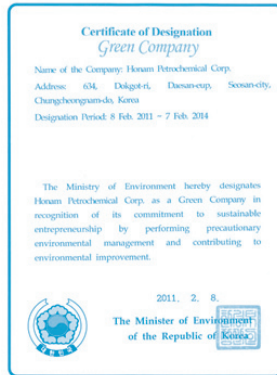 Certificate of Designation
Green Company
Name of the Company: Honam Petrochemical Corp.
Address: 634, Dokgot-ri, Daesan-eup, Seosan-city,
Chungcheongnam-do, Korea
Designation Period: 8 Feb. 2011 - 7 Feb. 2014
The Ministry of Environment hereby designates
Honam Petrochemical Corp. as a Green Company in
recognition of its commitment to sustainable
entrepreneurship by performing precautionary
environmental management and contributing to
environmental improvement.
2011. 2. 8.
The Minister of Environment
of the Republic of Korea